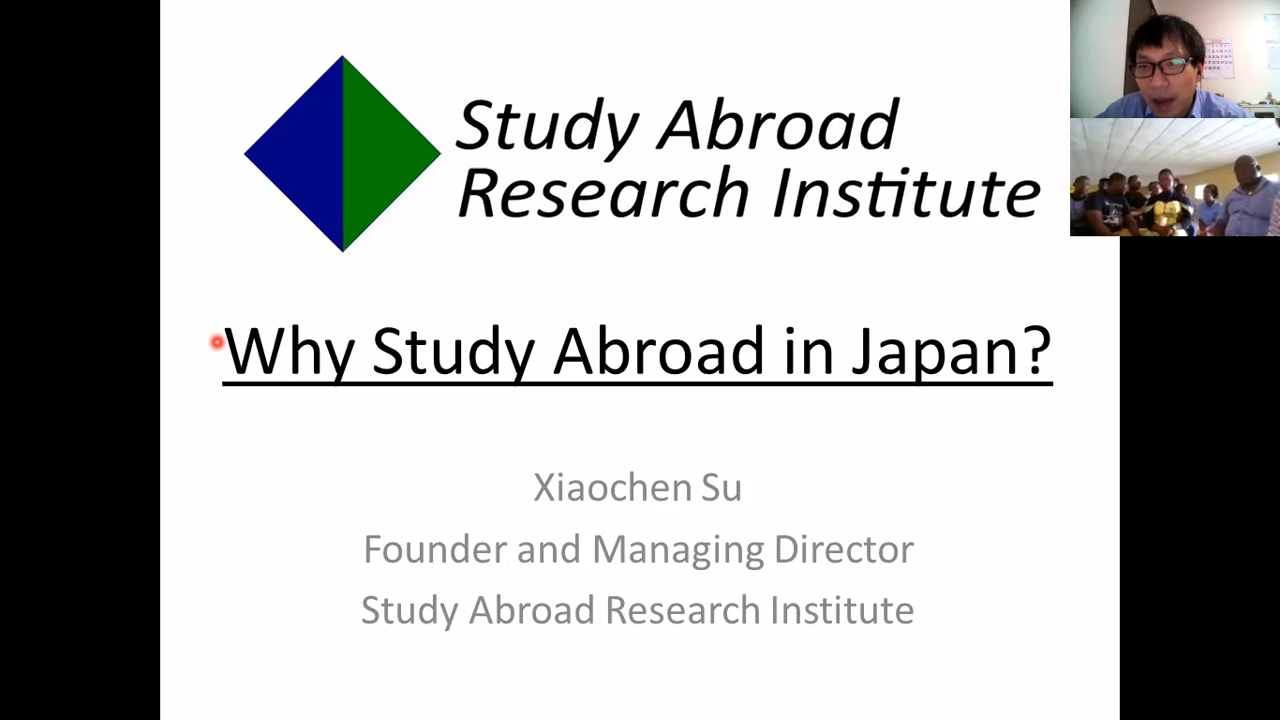 Study Abroad
Research Institute
Why Study Abroad in Japan?
Xiaochen Su
Founder and Managing Director
Study Abroad Research Institute